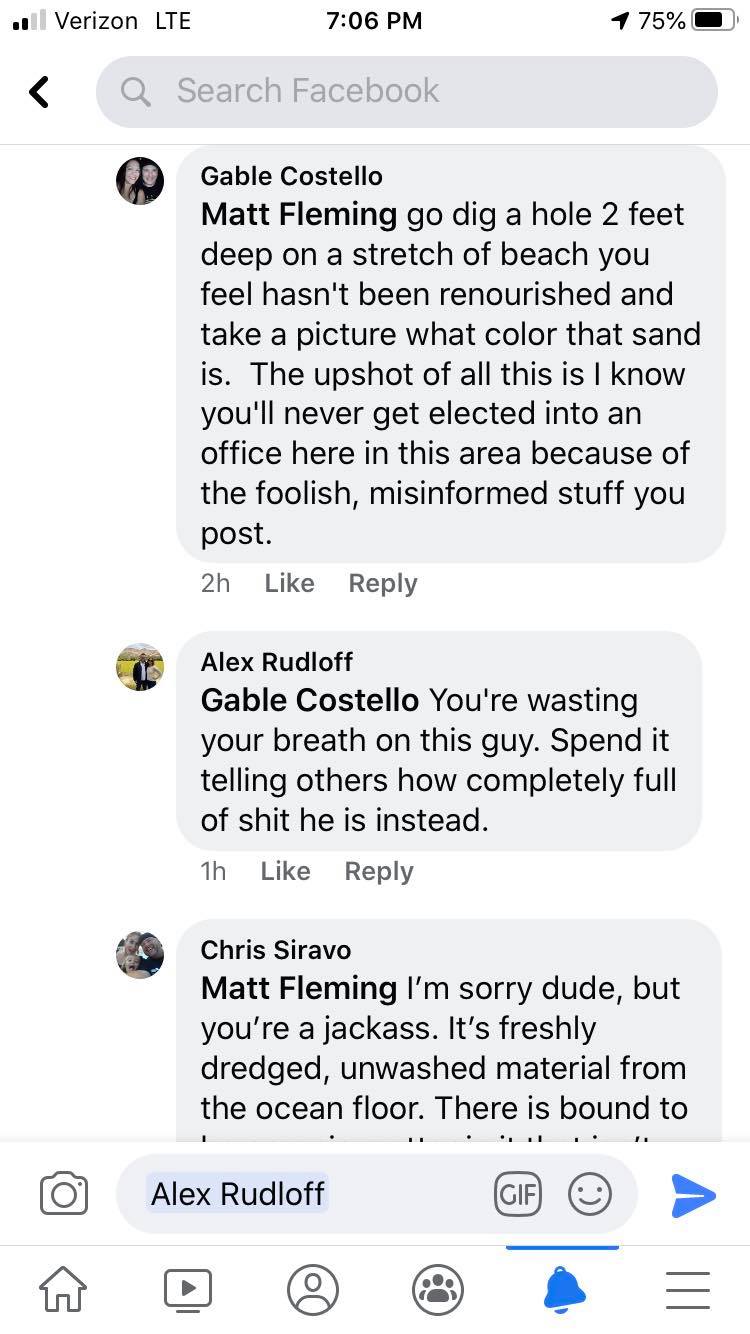 Verizon LTE 7:06 PM 75%
Search Facebook
Gable Costello
Matt Fleming go dig a hole 2 feet
deep on a stretch of beach you
feel hasn't been renourished and
take a picture what color that sand
is.  The upshot of all this is I know
you'll never get elected into an
office here in this area because of
the foolish, misinformed stuff you
post.
2h Like Reply
Alex Rudloff
Gable Costello You're wasting
your breath on this guy. Spend it
telling others how completely full
of shit he is instead.
1h Like Reply
Chris Siravo
Matt Fleming I’m sorry dude, but
you’re a jackass. It’s freshly
dredged, unwashed material from
the ocean floor. There is bound to
Alex Rudloff GIF